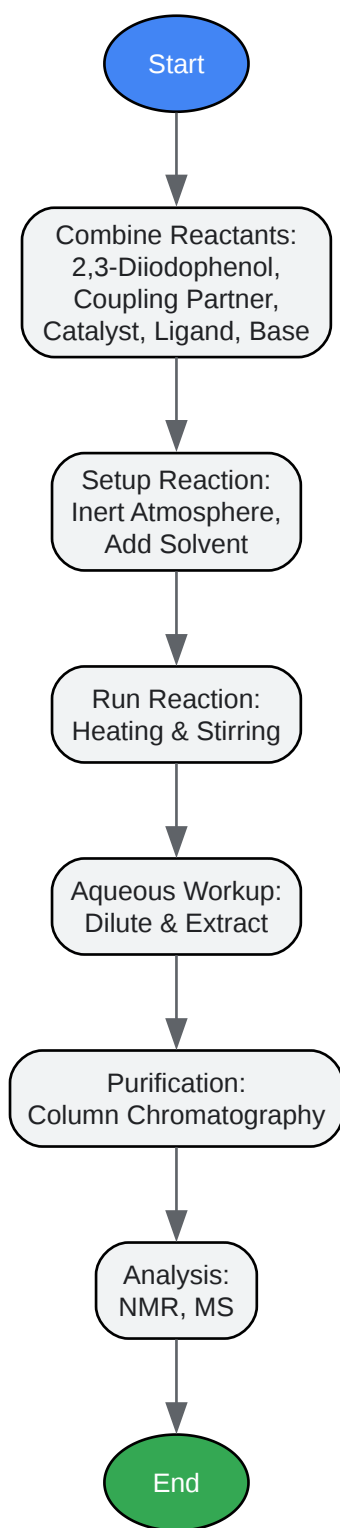 Start
Combine Reactants:
2,3-Diiodophenol,
Coupling Partner,
Catalyst, Ligand, Base
Setup Reaction:
Inert Atmosphere,
Add Solvent
Run Reaction:
Heating & Stirring
Aqueous Workup:
Dilute & Extract
Purification:
Column Chromatography
Analysis:
NMR, MS
End